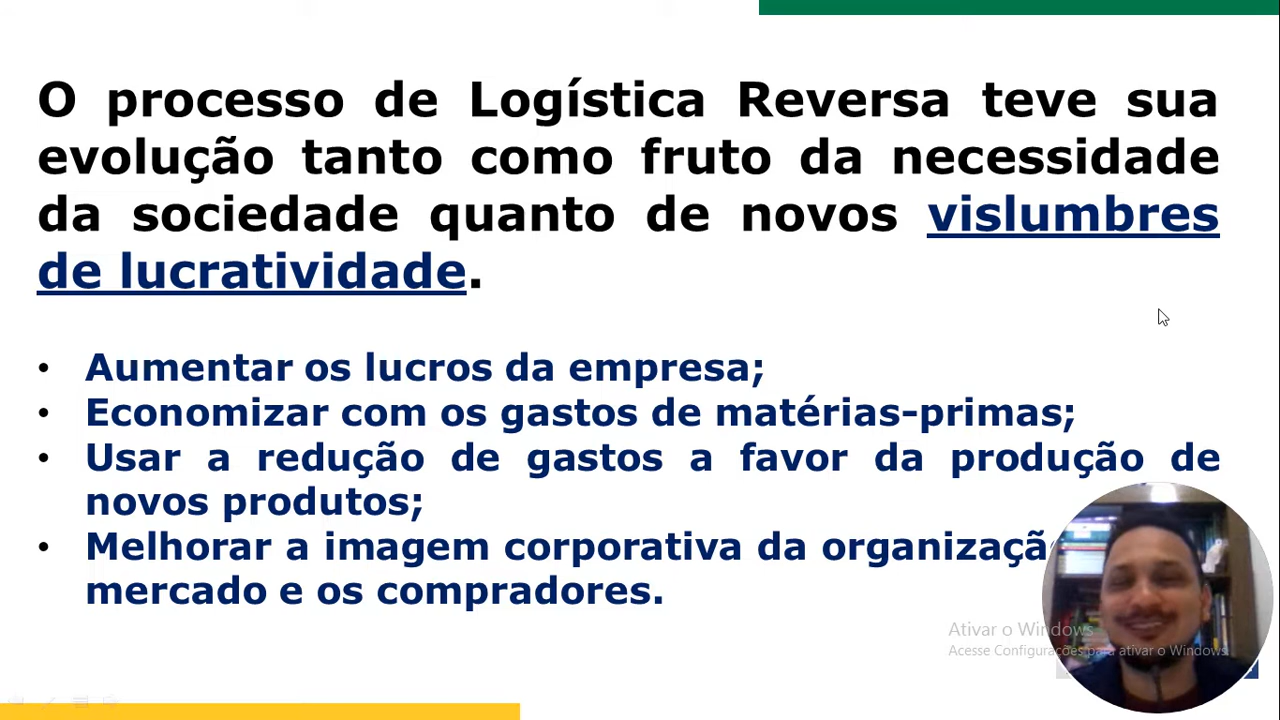 O processo de Logística Reversa teve sua
evolução tanto como fruto da necessidade
da sociedade quanto de novos vislumbres
de lucratividade.
• Aumentar os lucros da empresa;
• Economizar com os gastos de matérias-primas;
• Usar a redução de gastos a favor da produção de
novos produtos;
• Melhorar a imagem corporativa da
mercado e os compradores.
Ativar o Windows
Acesse Configurações para ativar o Windows.